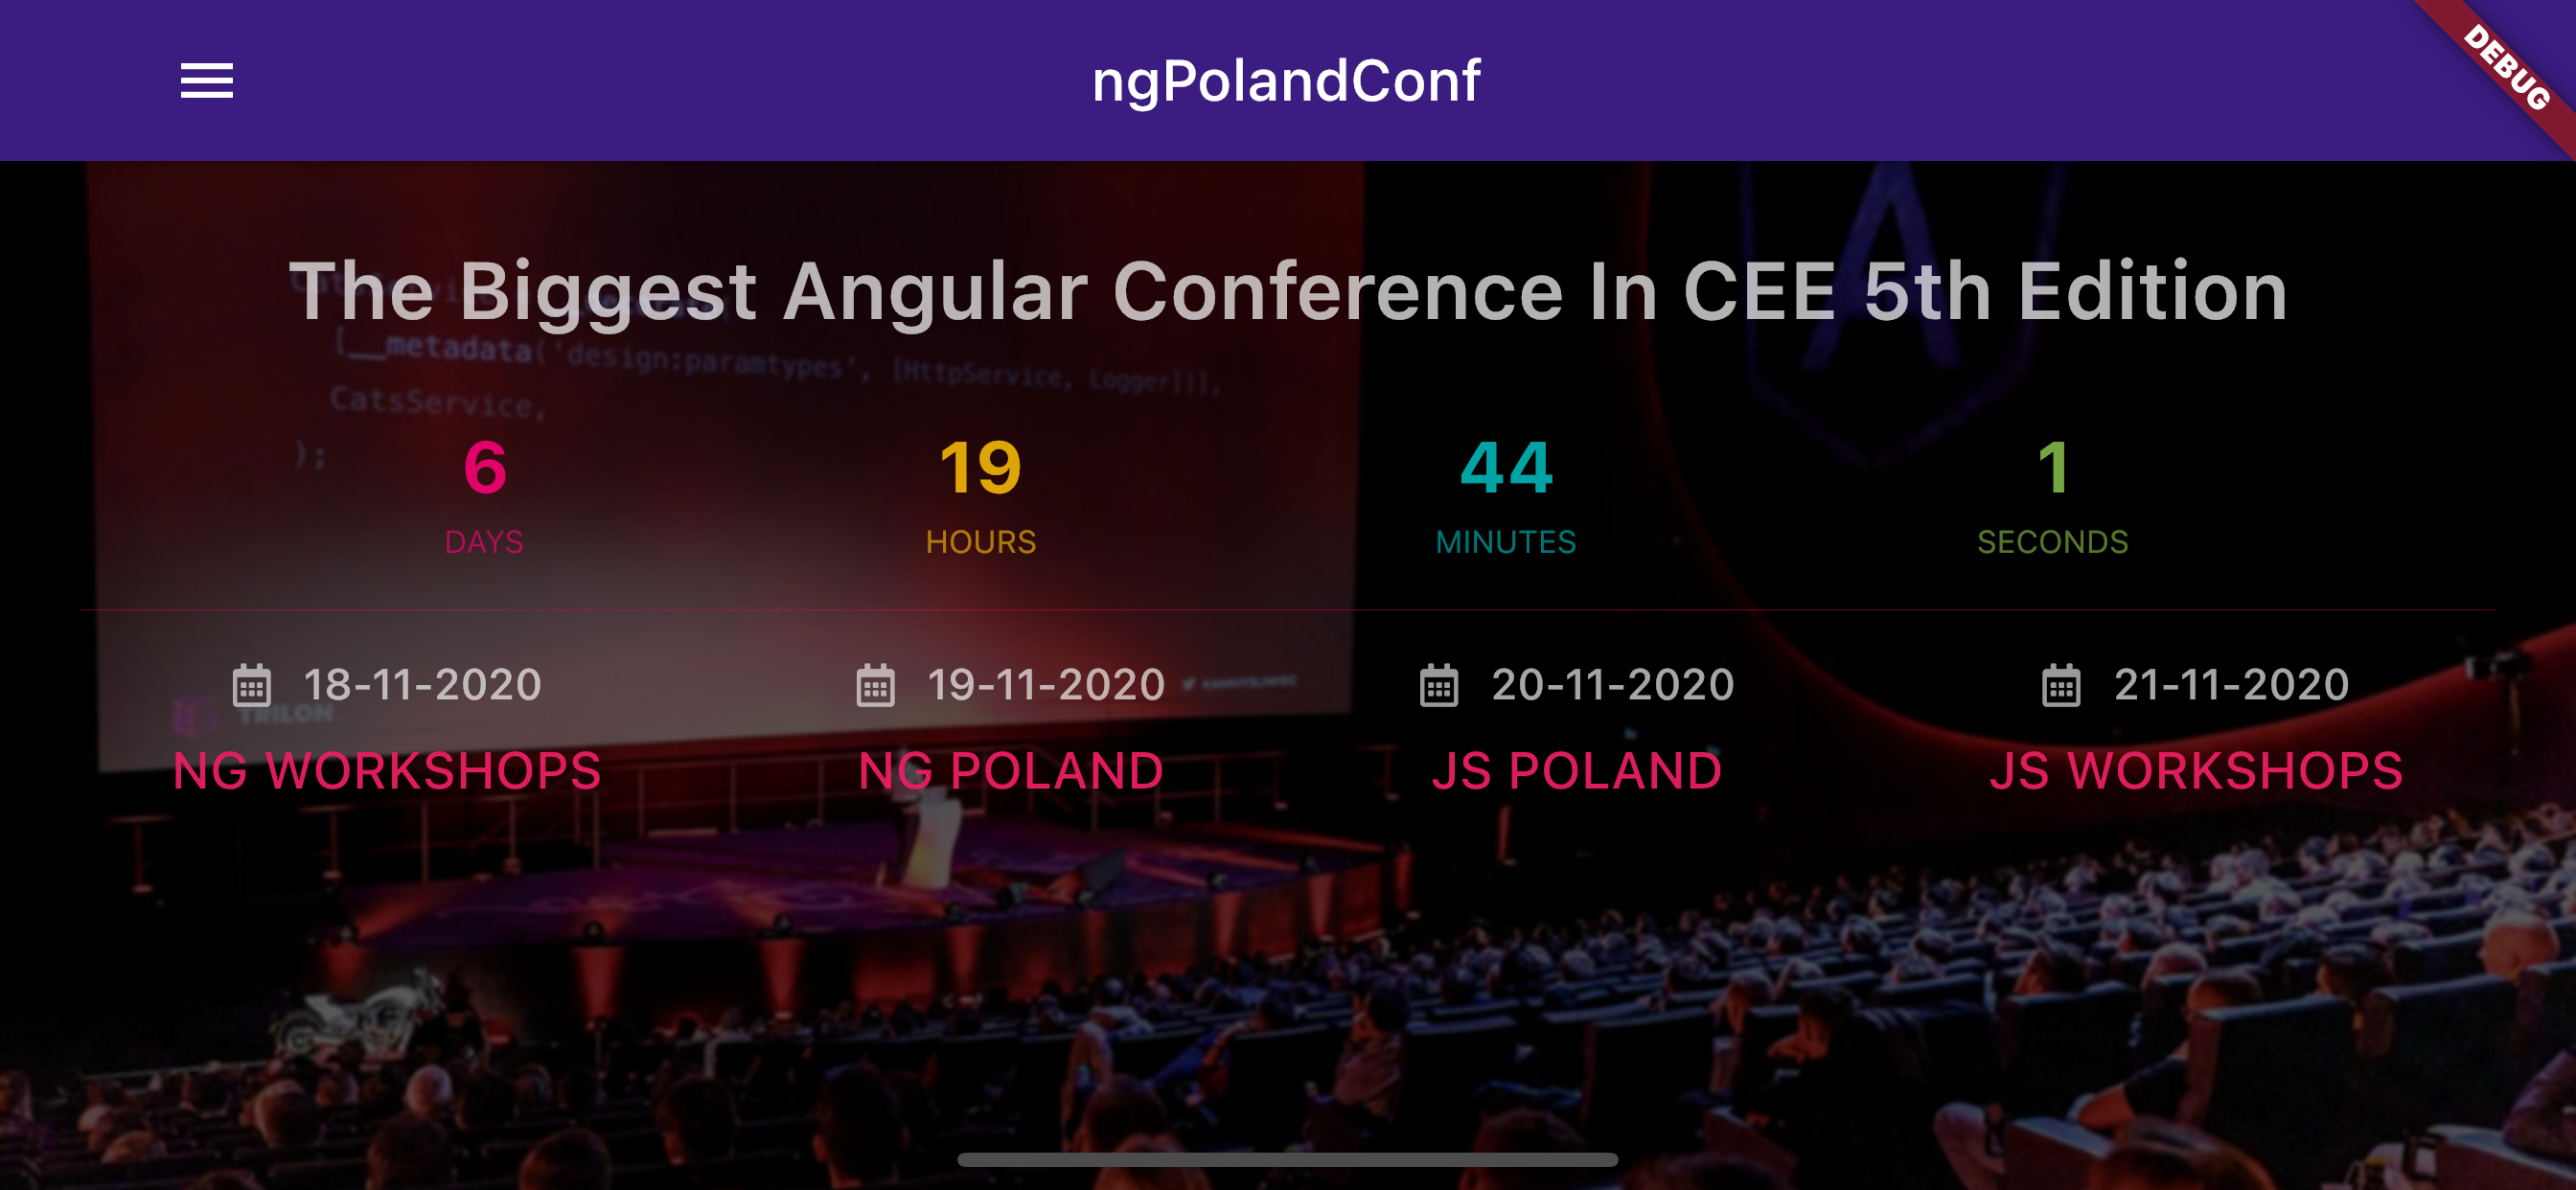 ngPolandConf
DEBUG
The Biggest Angular Conference In CEE 5th Edition
[__metadata('design:paramtypes', [HttpService, Logger])],
CatsService,
);
6 19 44 1
DAYS HOURS MINUTES SECONDS
18-11-2020 19-11-2020 20-11-2020 21-11-2020
TRILON
NG WORKSHOPS NG POLAND JS POLAND JS WORKSHOPS